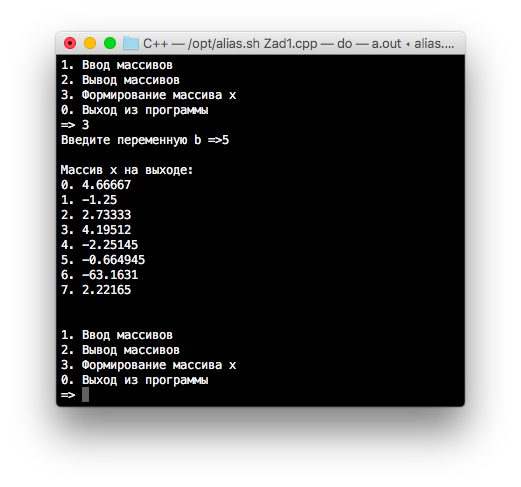 C++ — /opt/alias.sh Zad1.cpp — do — a.out ◂ alias....
1. Ввод массивов
2. Вывод массивов
3. Формирование массива x
0. Выход из программы
=> 3
Введите переменную b =>5
Массив x на выходе:
0. 4.66667
1. -1.25
2. 2.73333
3. 4.19512
4. -2.25145
5. -0.664945
6. -63.1631
7. 2.22165
1. Ввод массивов
2. Вывод массивов
3. Формирование массива x
0. Выход из программы
=>